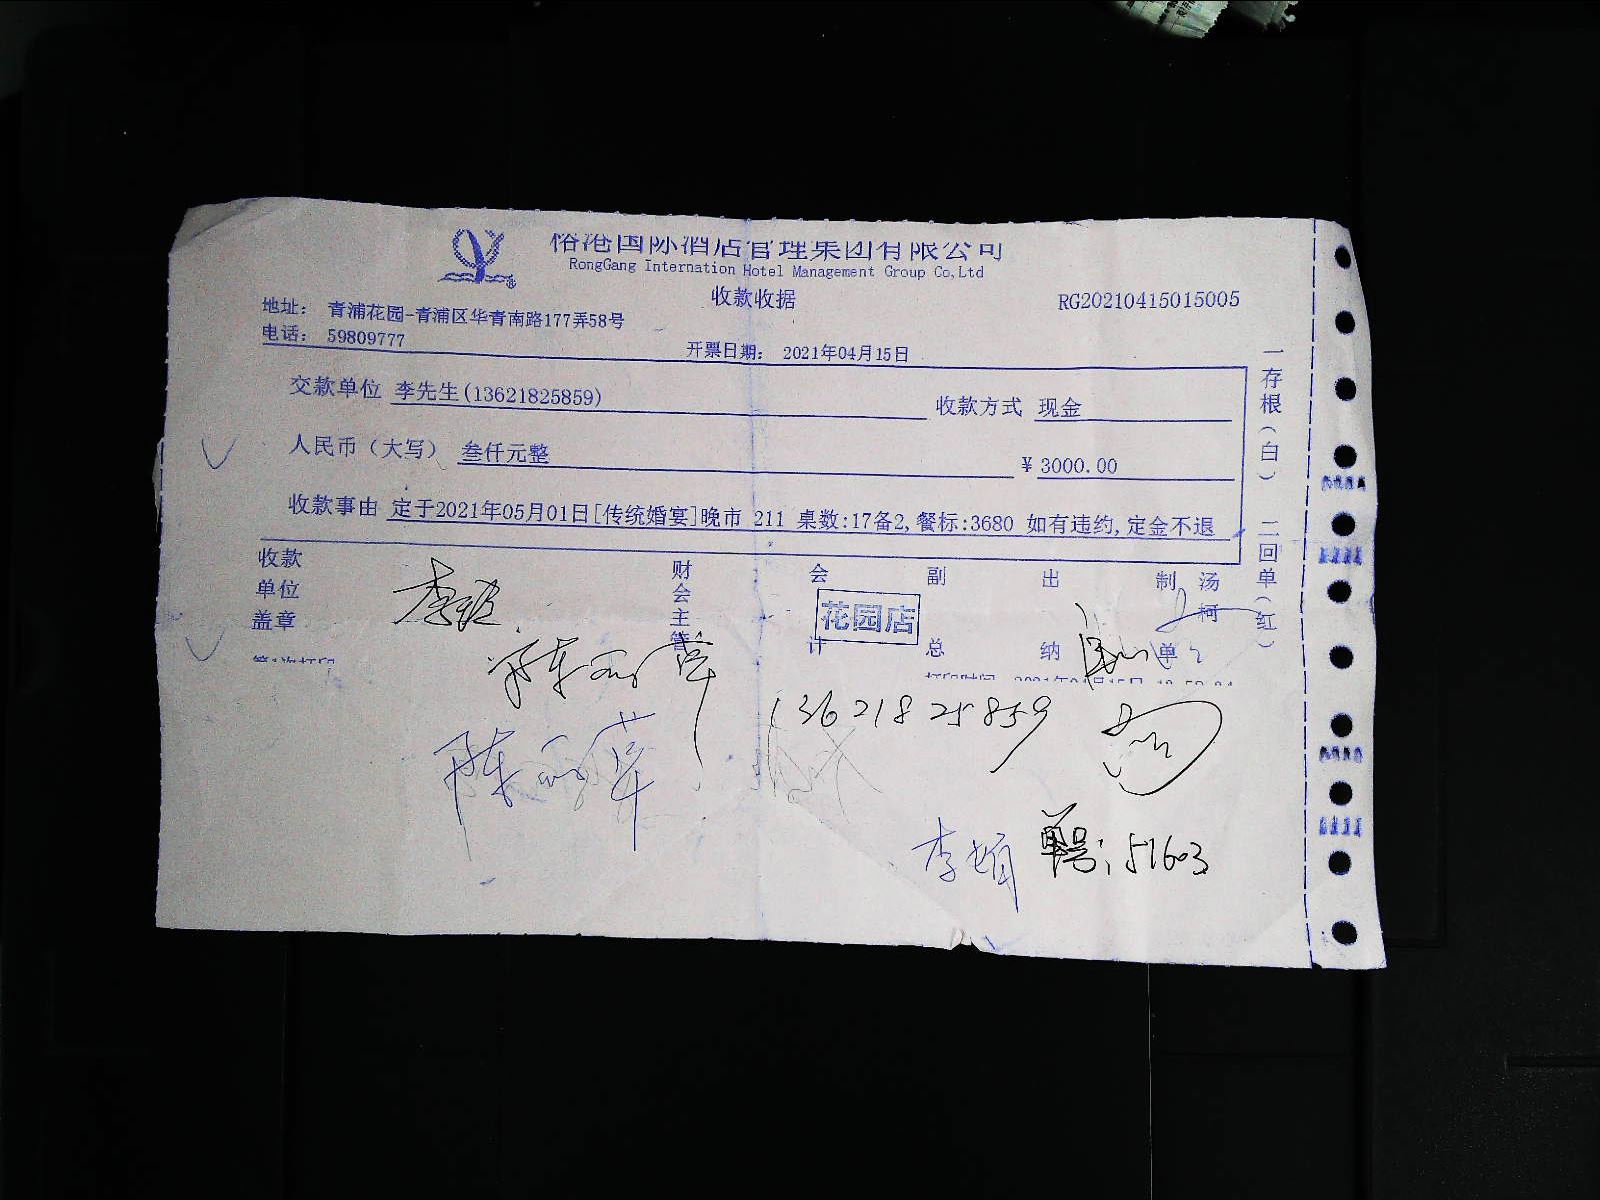 榕港国际酒店管理集团有限公司
RongGang Internation Hotel Management Group Co,Ltd
收款收据
RG20210415015005
地址： 青浦花园-青浦区华青南路177弄58号
电话： 59809777
开票日期： 2021年04月15日
交款单位 李先生(13621825859) 收款方式 现金
人民币（大写） 叁仟元整 ￥3000.00
收款事由 定于2021年05月01日[传统婚宴]晚市 211 桌数:17备2,餐标:3680 如有违约,定金不退
收款单位盖章 财会主管 会计 副总 出纳 制单 汤柯
花园店
一存根(白) 二回单(红)
13621825859
单号:51603